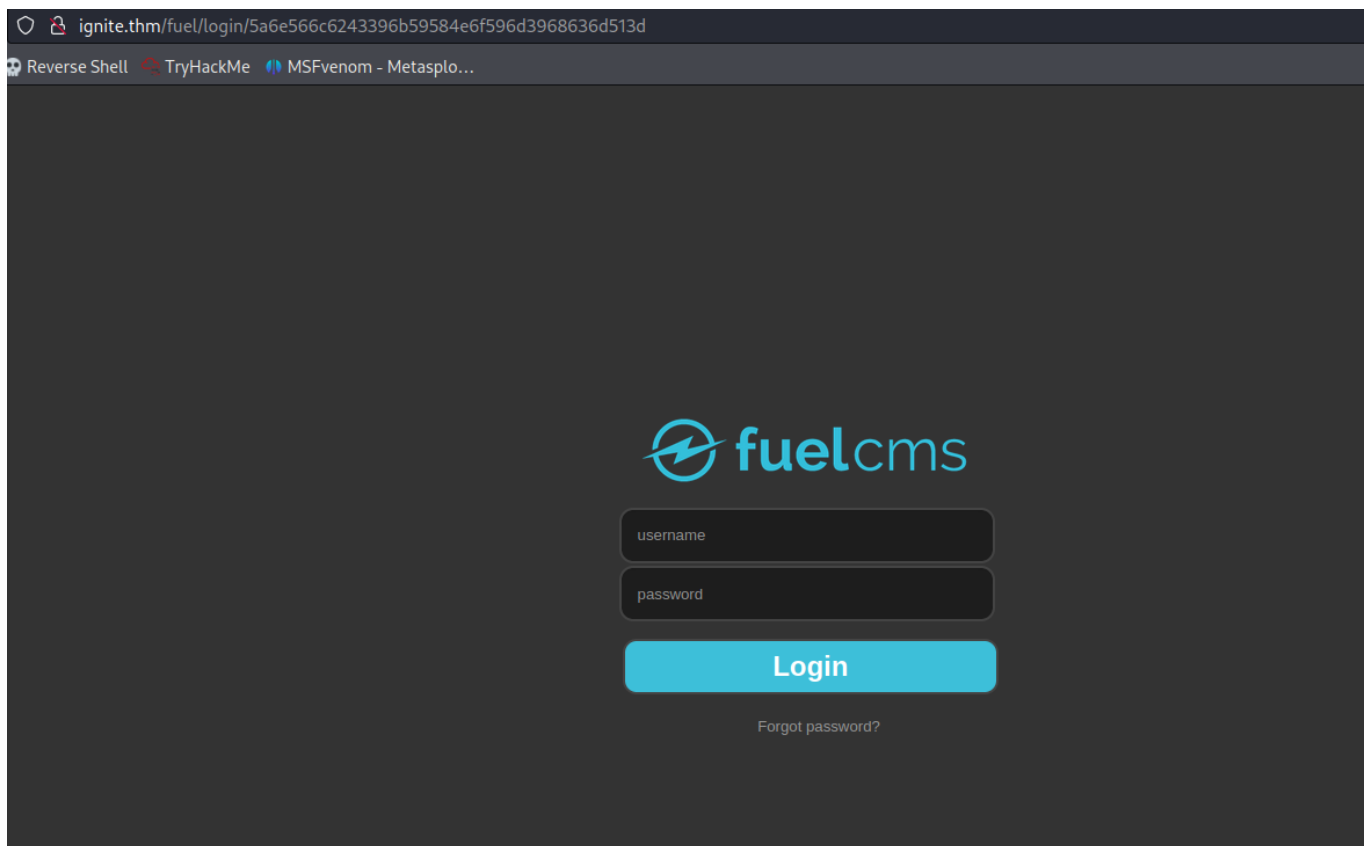 ignite.thm/fuel/login/5a6e566c6243396b59584e6f596d3968636d513d
Reverse Shell TryHackMe MSFvenom - Metasplo...
fuelcms
username
password
Login
Forgot password?